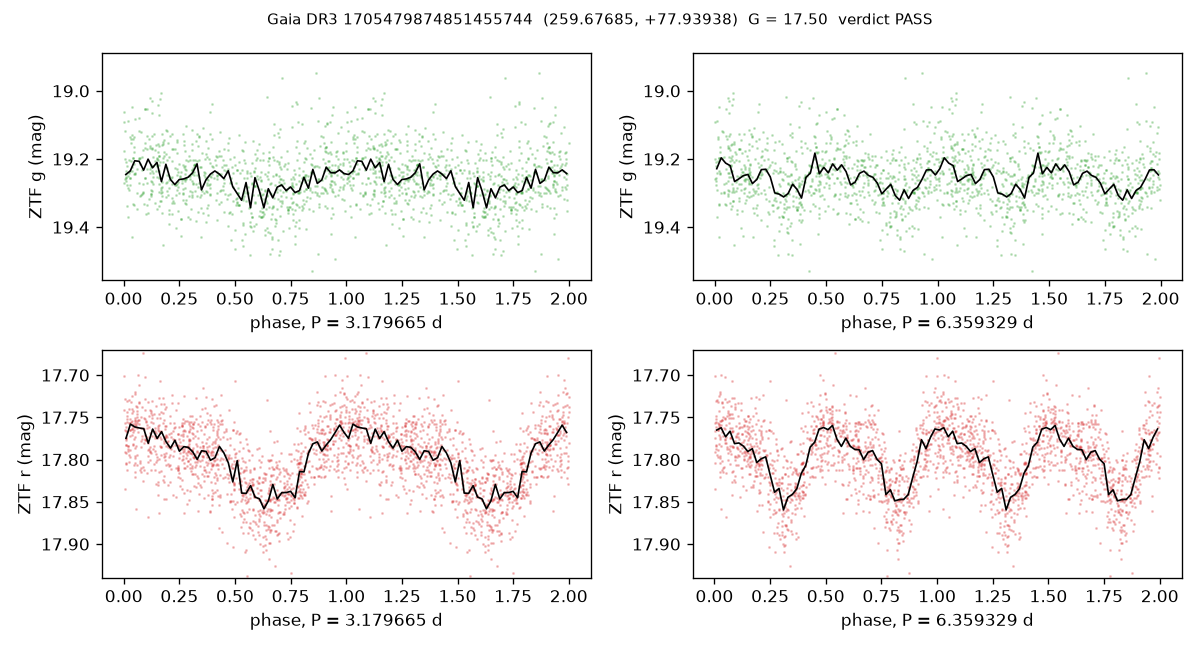 Gaia DR3 1705479874851455744 (259.67685, +77.93938) G = 17.50 verdict PASS
ZTF g (mag)
19.0
19.2
19.4
0.00 0.25 0.50 0.75 1.00 1.25 1.50 1.75 2.00
phase, P = 3.179665 d
ZTF g (mag)
19.0
19.2
19.4
0.00 0.25 0.50 0.75 1.00 1.25 1.50 1.75 2.00
phase, P = 6.359329 d
ZTF r (mag)
17.70
17.75
17.80
17.85
17.90
0.00 0.25 0.50 0.75 1.00 1.25 1.50 1.75 2.00
phase, P = 3.179665 d
ZTF r (mag)
17.70
17.75
17.80
17.85
17.90
0.00 0.25 0.50 0.75 1.00 1.25 1.50 1.75 2.00
phase, P = 6.359329 d